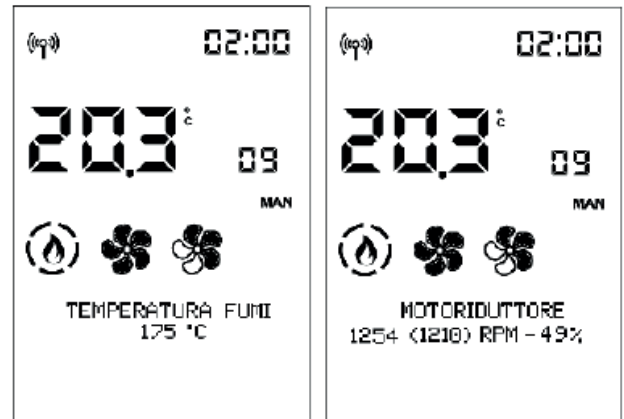 02:00
20.3 °C
09
MAN
TEMPERATURA FUMI
175 °C
02:00
20.3 °C
09
MAN
MOTORIDUTTORE
1254 (1210) RPM - 49%